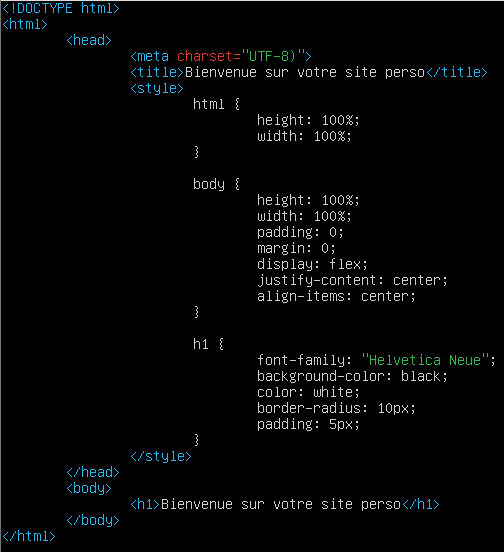 <!DOCTYPE html>
<html>
<head>
<meta charset="UTF-8)">
<title>Bienvenue sur votre site perso</title>
<style>
html {
height: 100%;
width: 100%;
}
body {
height: 100%;
width: 100%;
padding: 0;
margin: 0;
display: flex;
justify-content: center;
align-items: center;
}
h1 {
font-family: "Helvetica Neue";
background-color: black;
color: white;
border-radius: 10px;
padding: 5px;
}
</style>
</head>
<body>
<h1>Bienvenue sur votre site perso</h1>
</body>
</html>